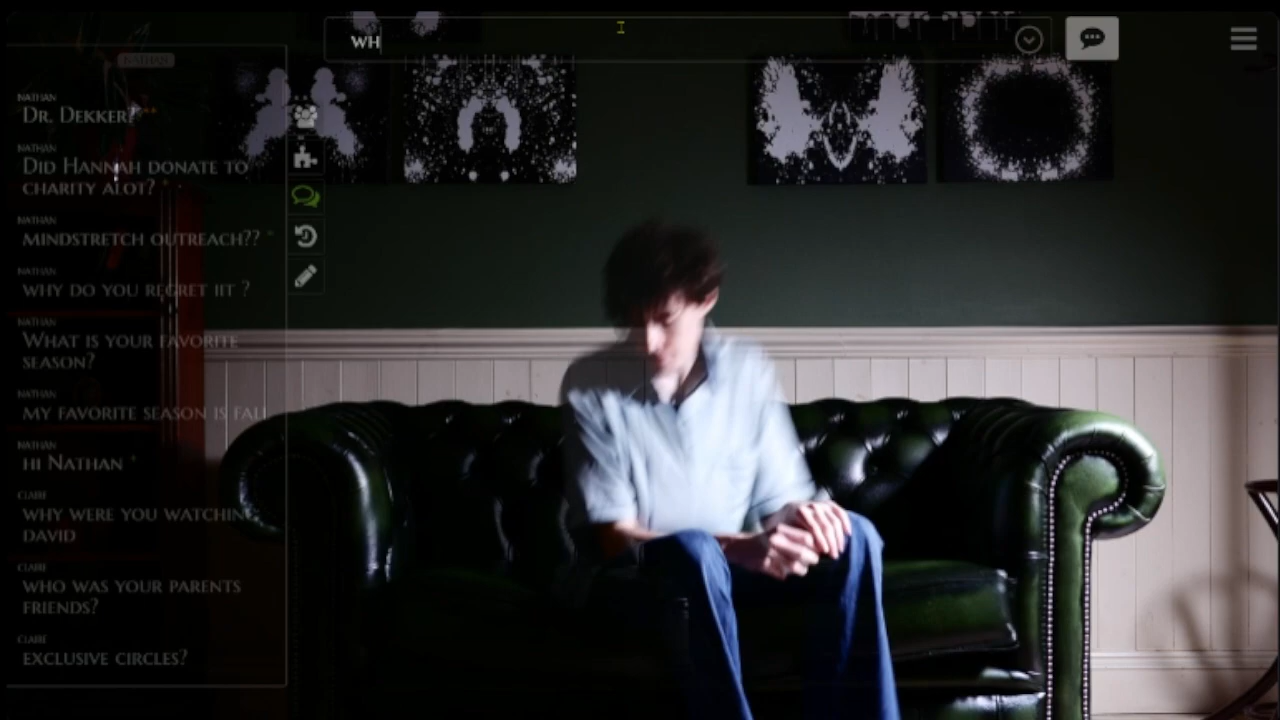 WH
NATHAN
NATHAN
DR. DEKKER?
NATHAN
DID HANNAH DONATE TO
CHARITY ALOT?
NATHAN
MINDSTRETCH OUTREACH??
NATHAN
WHY DO YOU REGRET IIT ?
NATHAN
WHAT IS YOUR FAVORITE
SEASON?
NATHAN
MY FAVORITE SEASON IS FALL
NATHAN
HI NATHAN
CLAIRE
WHY WERE YOU WATCHING
DAVID
CLAIRE
WHO WAS YOUR PARENTS
FRIENDS?
CLAIRE
EXCLUSIVE CIRCLES?